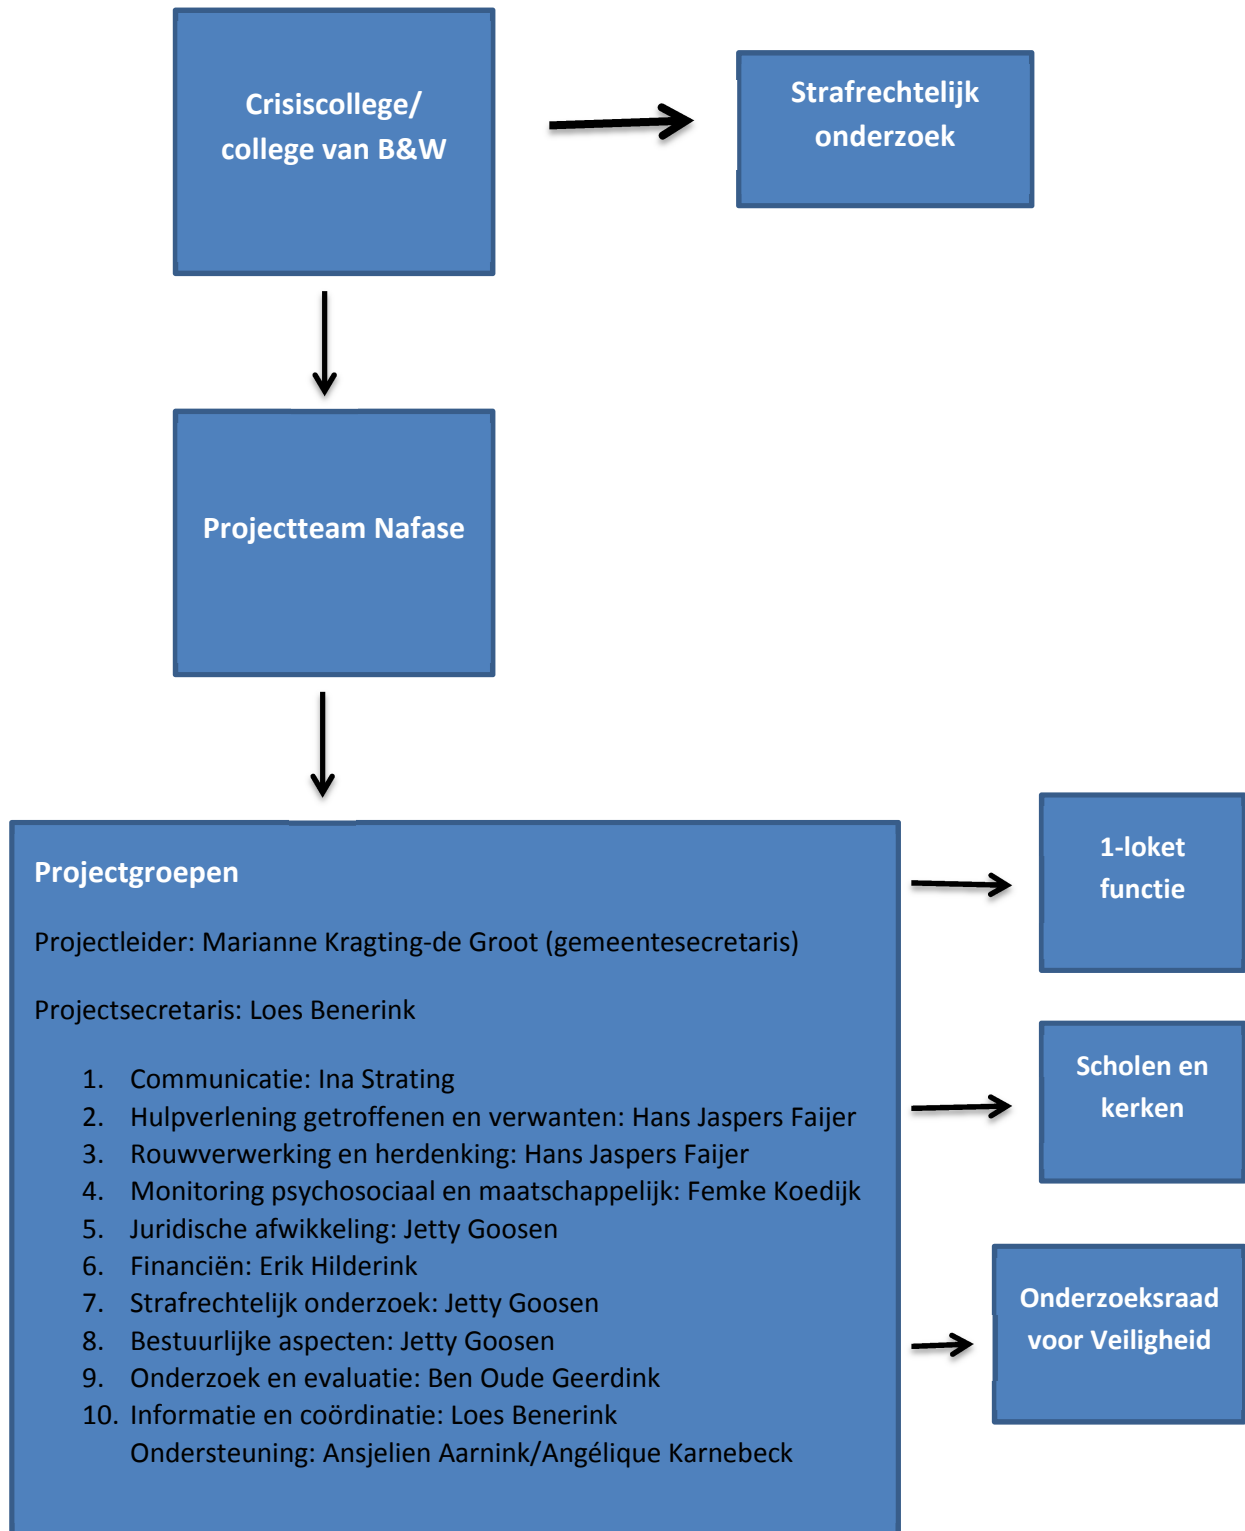 Crisiscollege/
college van B&W
Strafrechtelijk
onderzoek
Projectteam Nafase
Projectgroepen
Projectleider: Marianne Kragting-de Groot (gemeentesecretaris)
Projectsecretaris: Loes Benerink
1. Communicatie: Ina Strating
2. Hulpverlening getroffenen en verwanten: Hans Jaspers Faijer
3. Rouwverwerking en herdenking: Hans Jaspers Faijer
4. Monitoring psychosociaal en maatschappelijk: Femke Koedijk
5. Juridische afwikkeling: Jetty Goosen
6. Financiën: Erik Hilderink
7. Strafrechtelijk onderzoek: Jetty Goosen
8. Bestuurlijke aspecten: Jetty Goosen
9. Onderzoek en evaluatie: Ben Oude Geerdink
10. Informatie en coördinatie: Loes Benerink
Ondersteuning: Ansjelien Aarnink/Angélique Karnebeck
1-loket
functie
Scholen en
kerken
Onderzoeksraad
voor Veiligheid